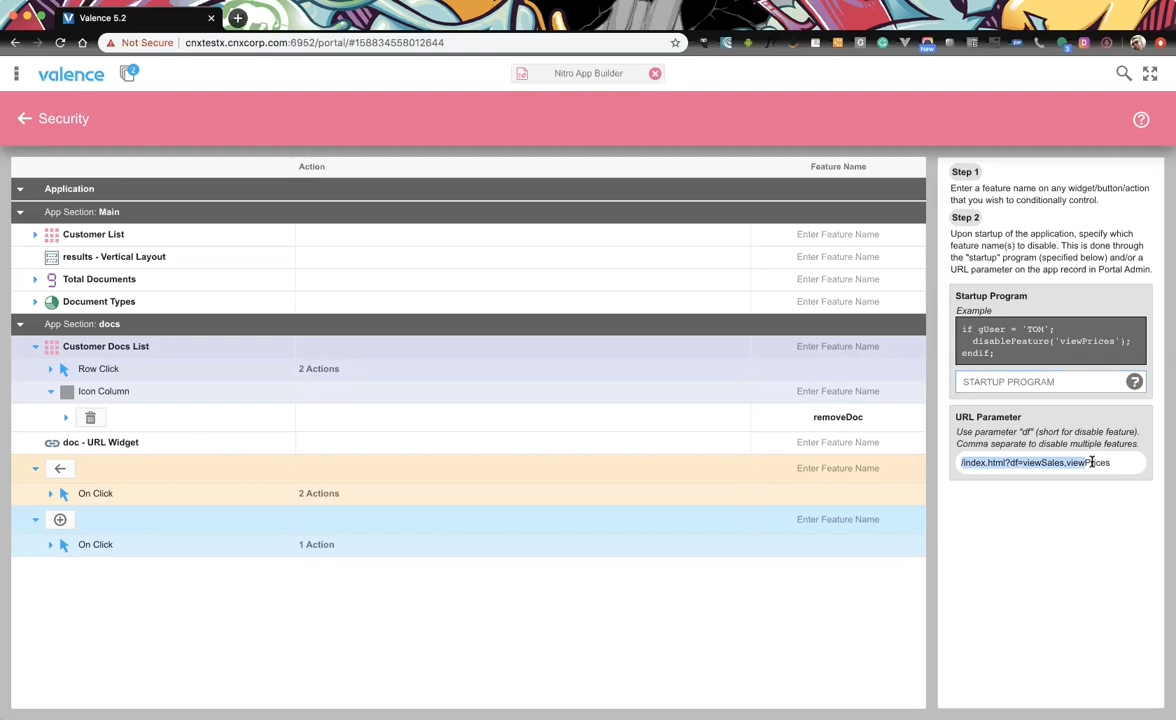 Valence 5.2
Not Secure
cnxtestx.cnxcorp.com:6952/portal/#158834558012644
New
ZIP
3
valence
2
Nitro App Builder
Security
Action
Feature Name
Application
App Section: Main
Customer List
Enter Feature Name
results - Vertical Layout
Enter Feature Name
Total Documents
Enter Feature Name
Document Types
Enter Feature Name
App Section: docs
Customer Docs List
Enter Feature Name
Row Click
2 Actions
Icon Column
Enter Feature Name
removeDoc
doc - URL Widget
Enter Feature Name
Enter Feature Name
On Click
2 Actions
Enter Feature Name
On Click
1 Action
Step 1
Enter a feature name on any widget/button/action
that you wish to conditionally control.
Step 2
Upon startup of the application, specify which
feature name(s) to disable. This is done through
the "startup" program (specified below) and/or a
URL parameter on the app record in Portal Admin.
Startup Program
Example
if gUser = 'TOM';
disableFeature('viewPrices');
endif;
STARTUP PROGRAM
URL Parameter
Use parameter "df" (short for disable feature).
Comma separate to disable multiple features.
/index.html?df=viewSales,viewPrices